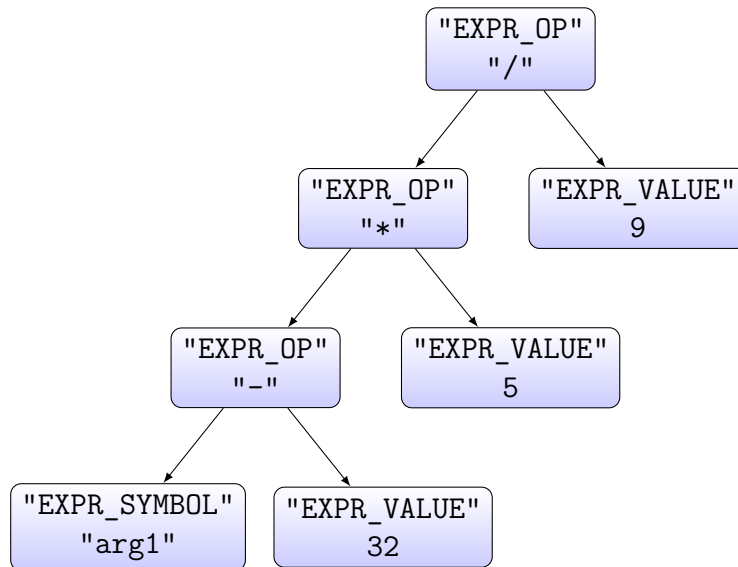 "EXPR_OP"
"/"
"EXPR_OP"
"*"
"EXPR_VALUE"
9
"EXPR_OP"
"-"
"EXPR_VALUE"
5
"EXPR_SYMBOL"
"arg1"
"EXPR_VALUE"
32